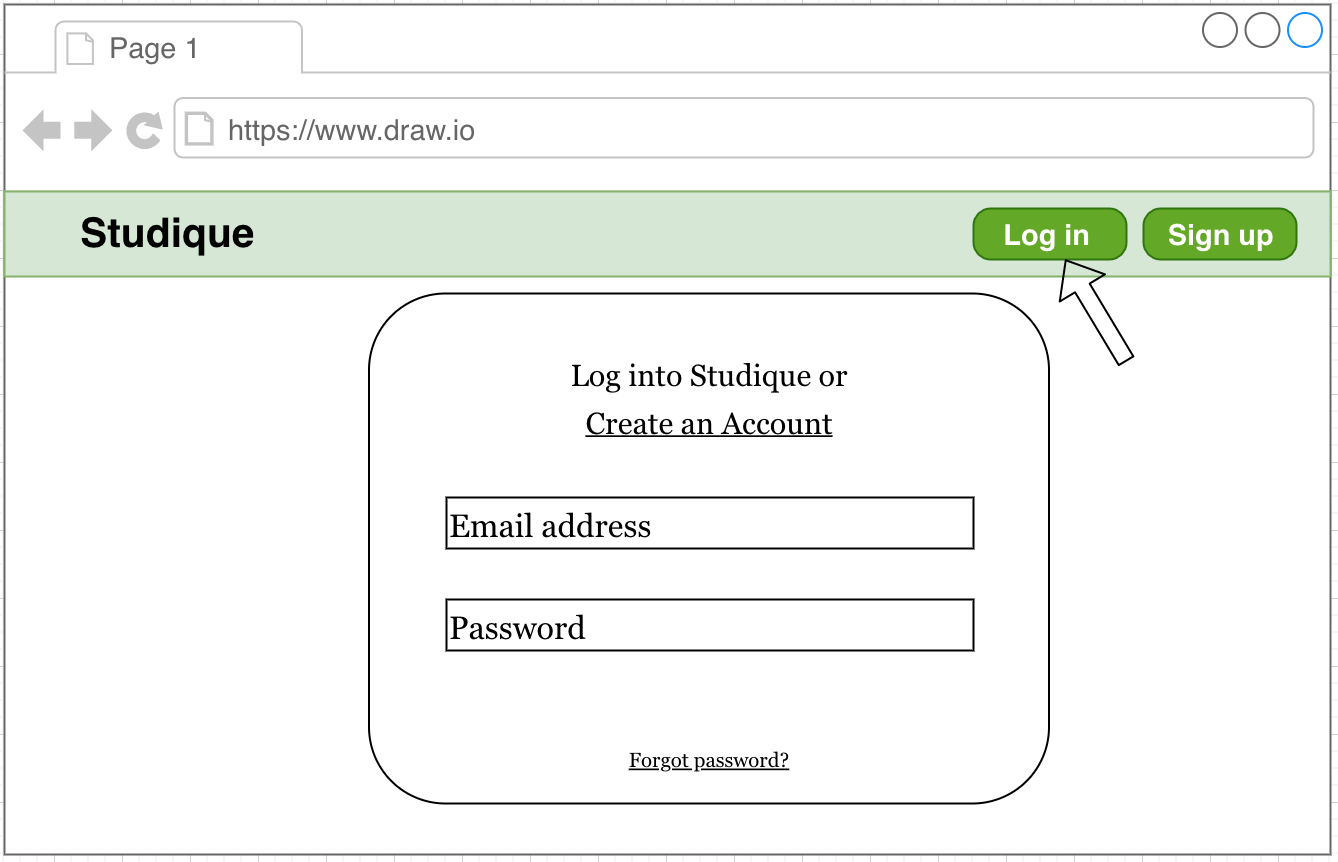 Page 1
https://www.draw.io
Studique
Log in
Sign up
Log into Studique or
Create an Account
Email address
Password
Forgot password?